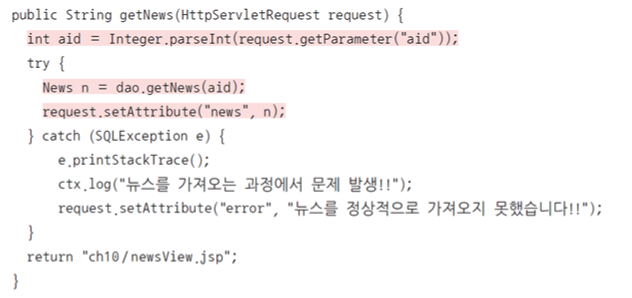 public String getNews(HttpServletRequest request) {
int aid = Integer.parseInt(request.getParameter("aid"));
try {
News n = dao.getNews(aid);
request.setAttribute("news", n);
} catch (SQLException e) {
e.printStackTrace();
ctx.log("뉴스를 가져오는 과정에서 문제 발생!!");
request.setAttribute("error", "뉴스를 정상적으로 가져오지 못했습니다!!");
}
return "ch10/newsView.jsp";
}